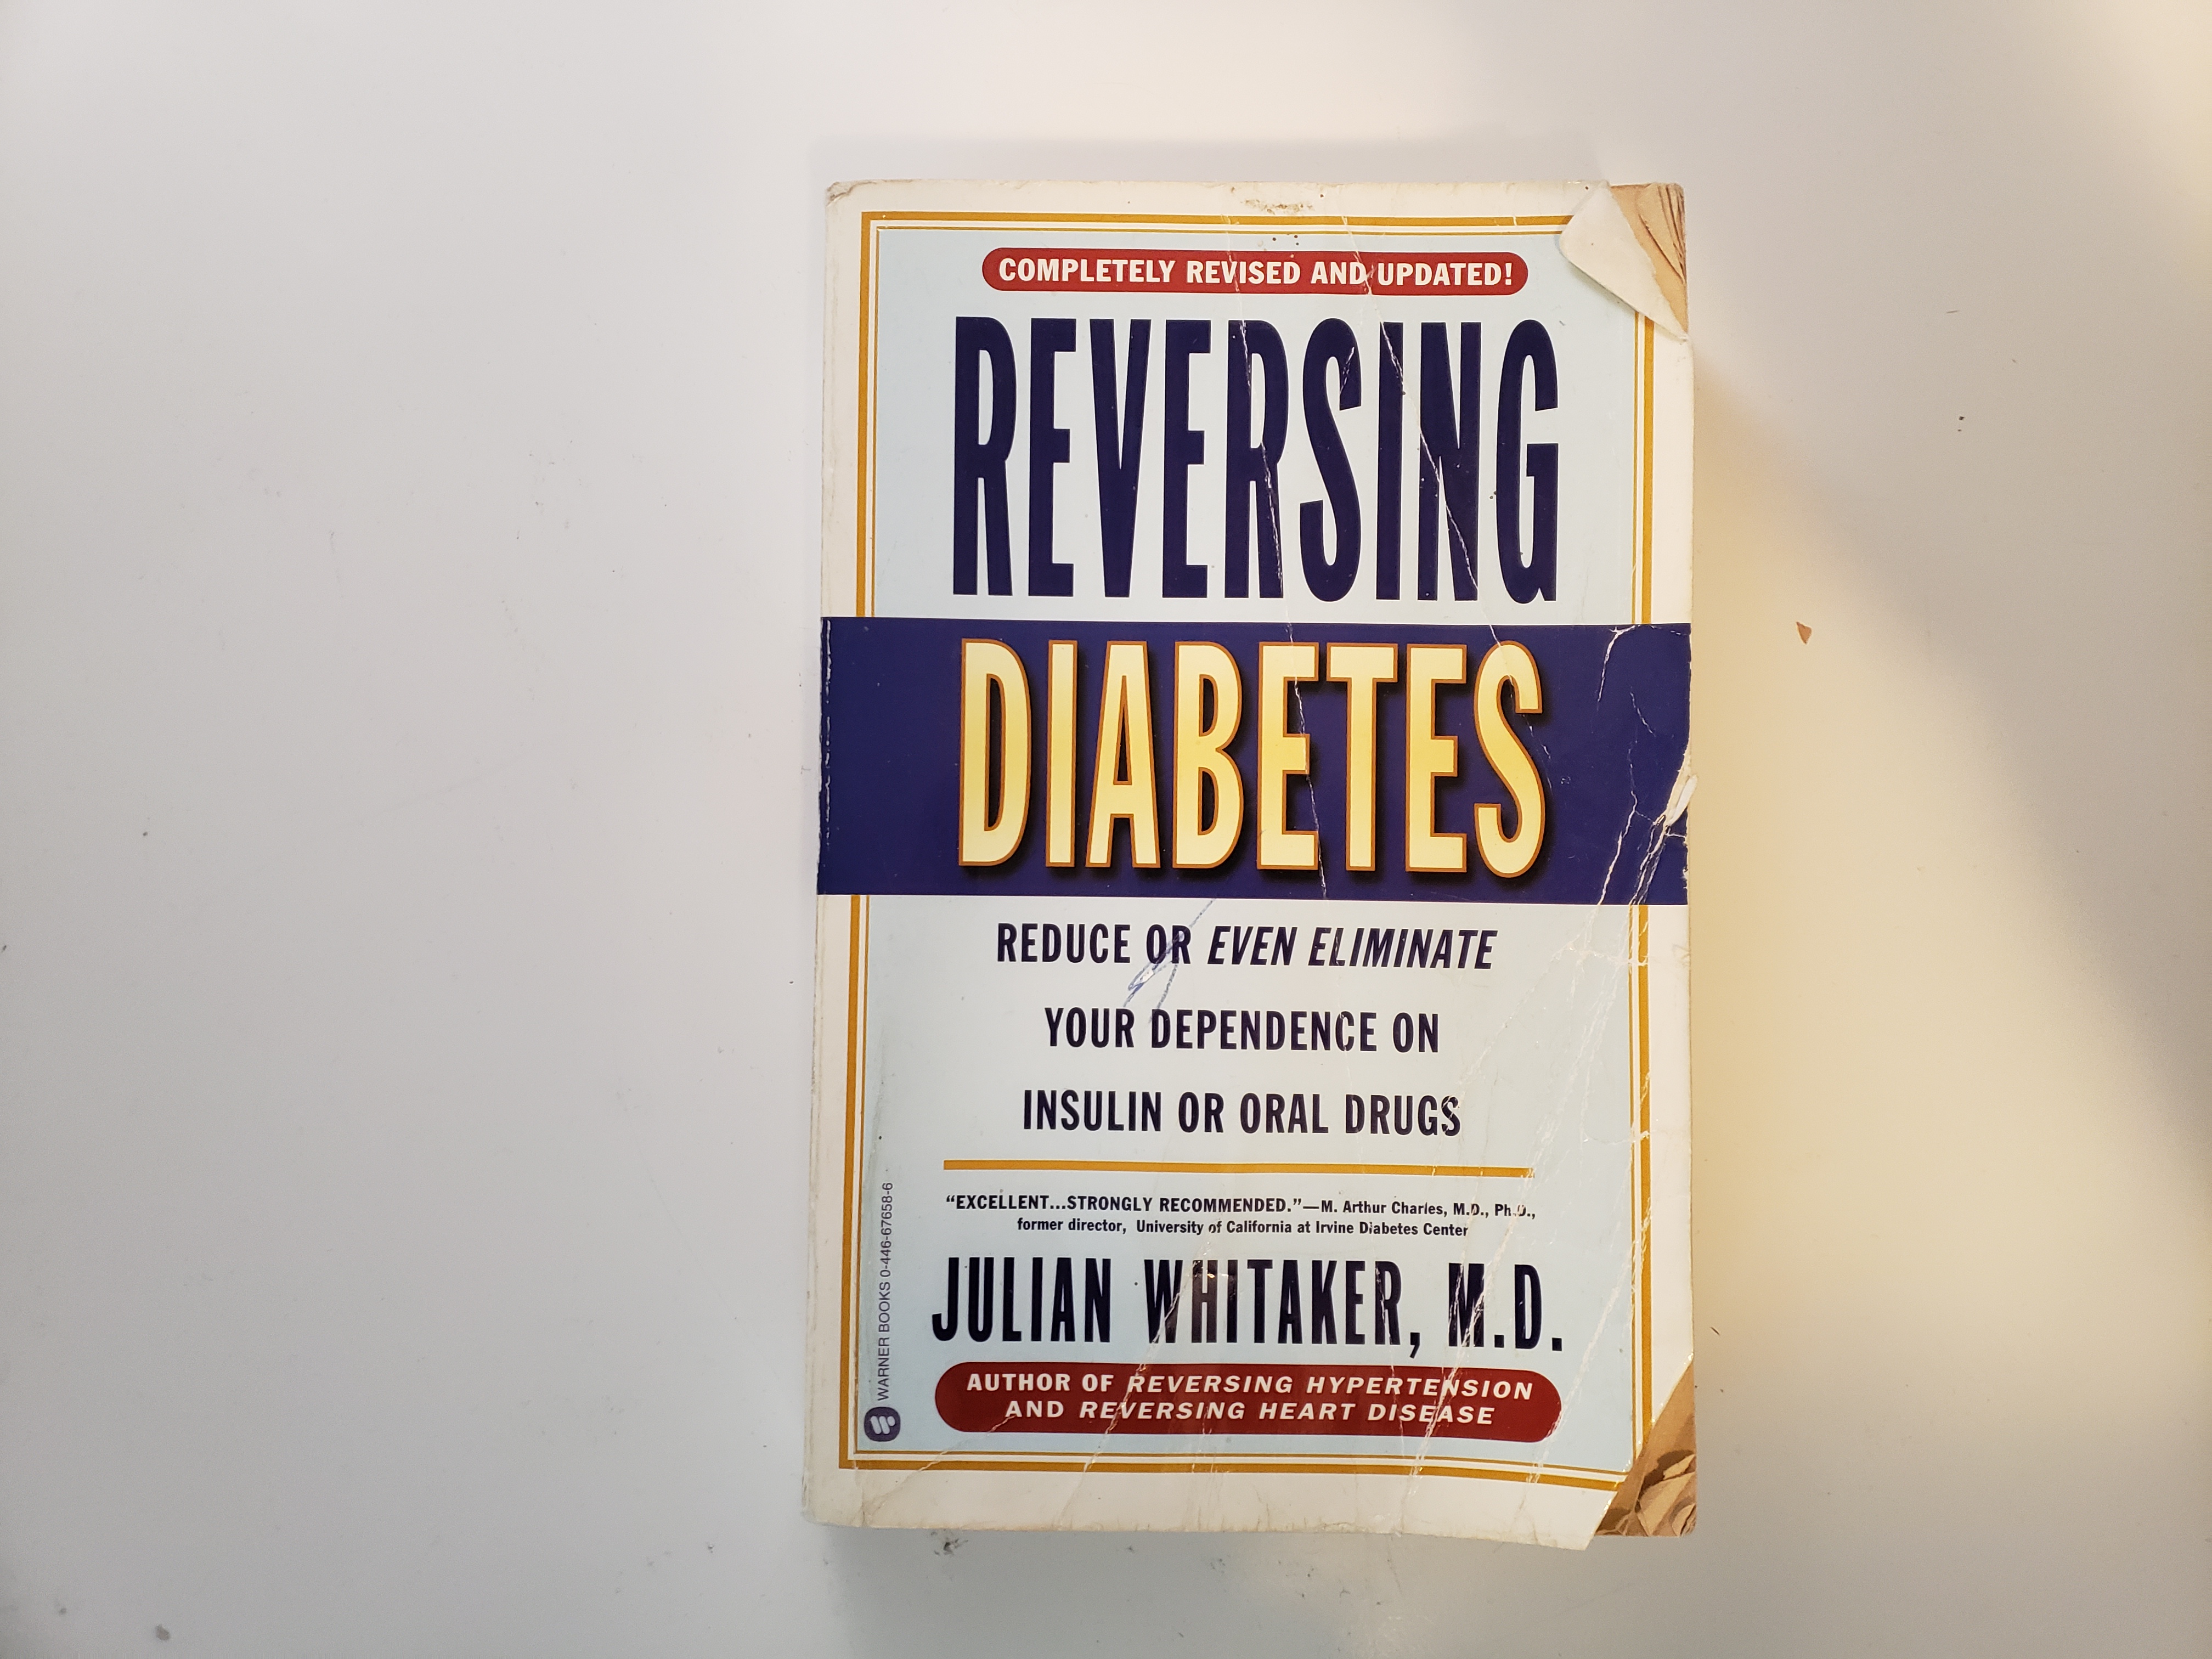 COMPLETELY REVISED AND UPDATED!
REVERSING
DIABETES
REDUCE OR EVEN ELIMINATE
YOUR DEPENDENCE ON
INSULIN OR ORAL DRUGS
“EXCELLENT...STRONGLY RECOMMENDED.”—M. Arthur Charles, M.D., Ph.D.,
former director, University of California at Irvine Diabetes Center
JULIAN WHITAKER, M.D.
AUTHOR OF REVERSING HYPERTENSION
AND REVERSING HEART DISEASE
WARNER BOOKS 0-446-67658-6